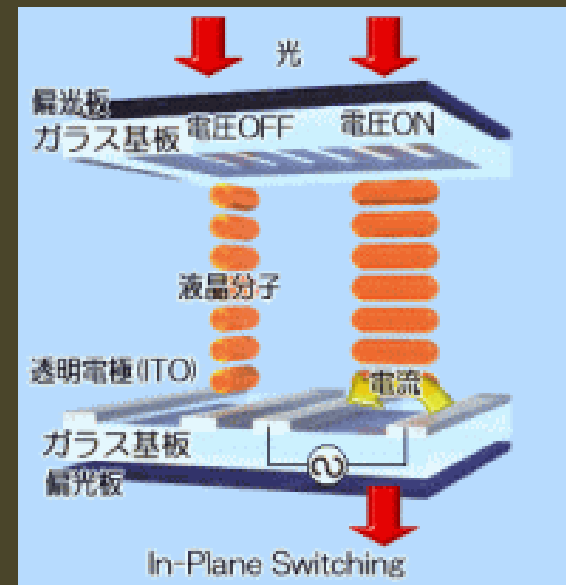 光
偏光板
ガラス基板
電圧OFF 電圧ON
液晶分子
透明電極(ITO)
電流
ガラス基板
偏光板
In-Plane Switching